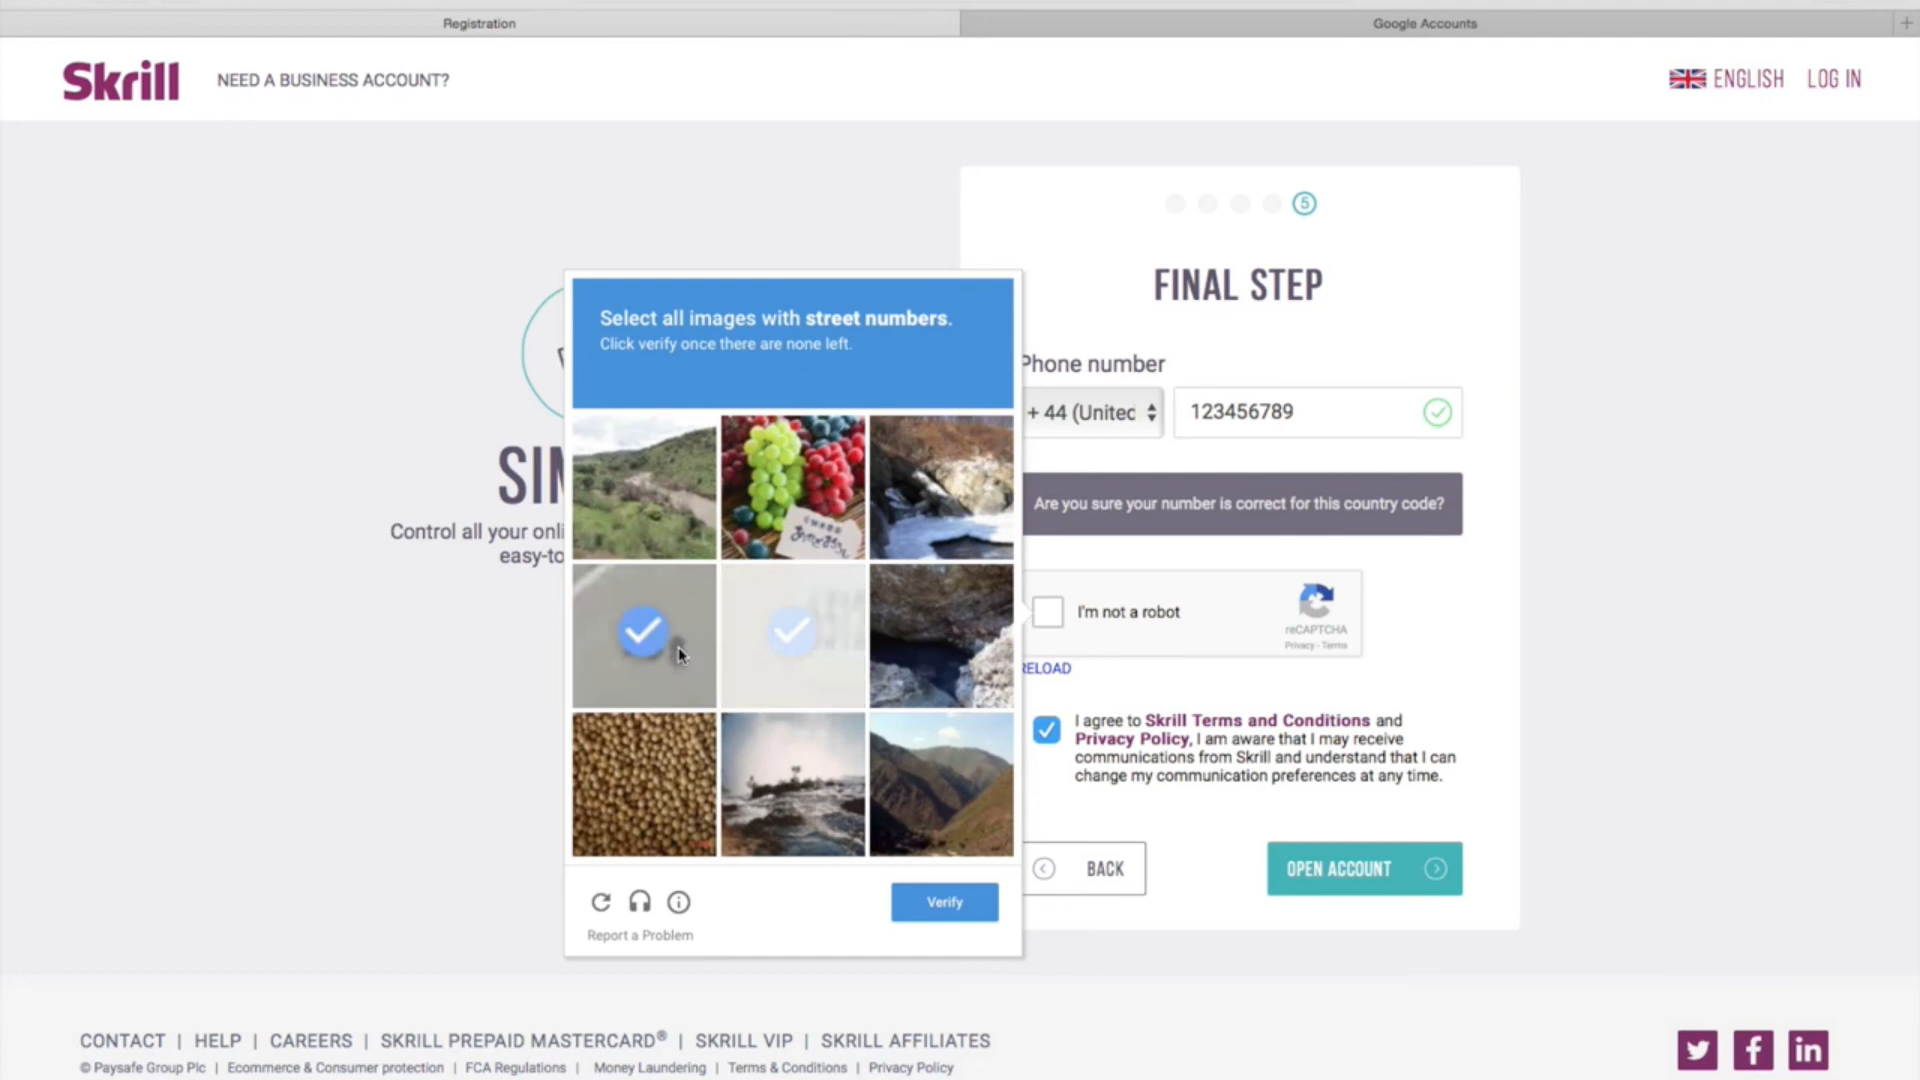 Registration
Google Accounts
Skrill
NEED A BUSINESS ACCOUNT?
ENGLISH
LOG IN
5
FINAL STEP
Select all images with street numbers.
Click verify once there are none left.
Phone number
+ 44 (United
123456789
SIM
Control all your onli
easy-to
Are you sure your number is correct for this country code?
I'm not a robot
reCAPTCHA
Privacy - Terms
RELOAD
I agree to Skrill Terms and Conditions and
Privacy Policy, I am aware that I may receive
communications from Skrill and understand that I can
change my communication preferences at any time.
BACK
OPEN ACCOUNT
Verify
Report a Problem
CONTACT | HELP | CAREERS | SKRILL PREPAID MASTERCARD® | SKRILL VIP | SKRILL AFFILIATES
© Paysafe Group Plc | Ecommerce & Consumer protection | FCA Regulations | Money Laundering | Terms & Conditions | Privacy Policy